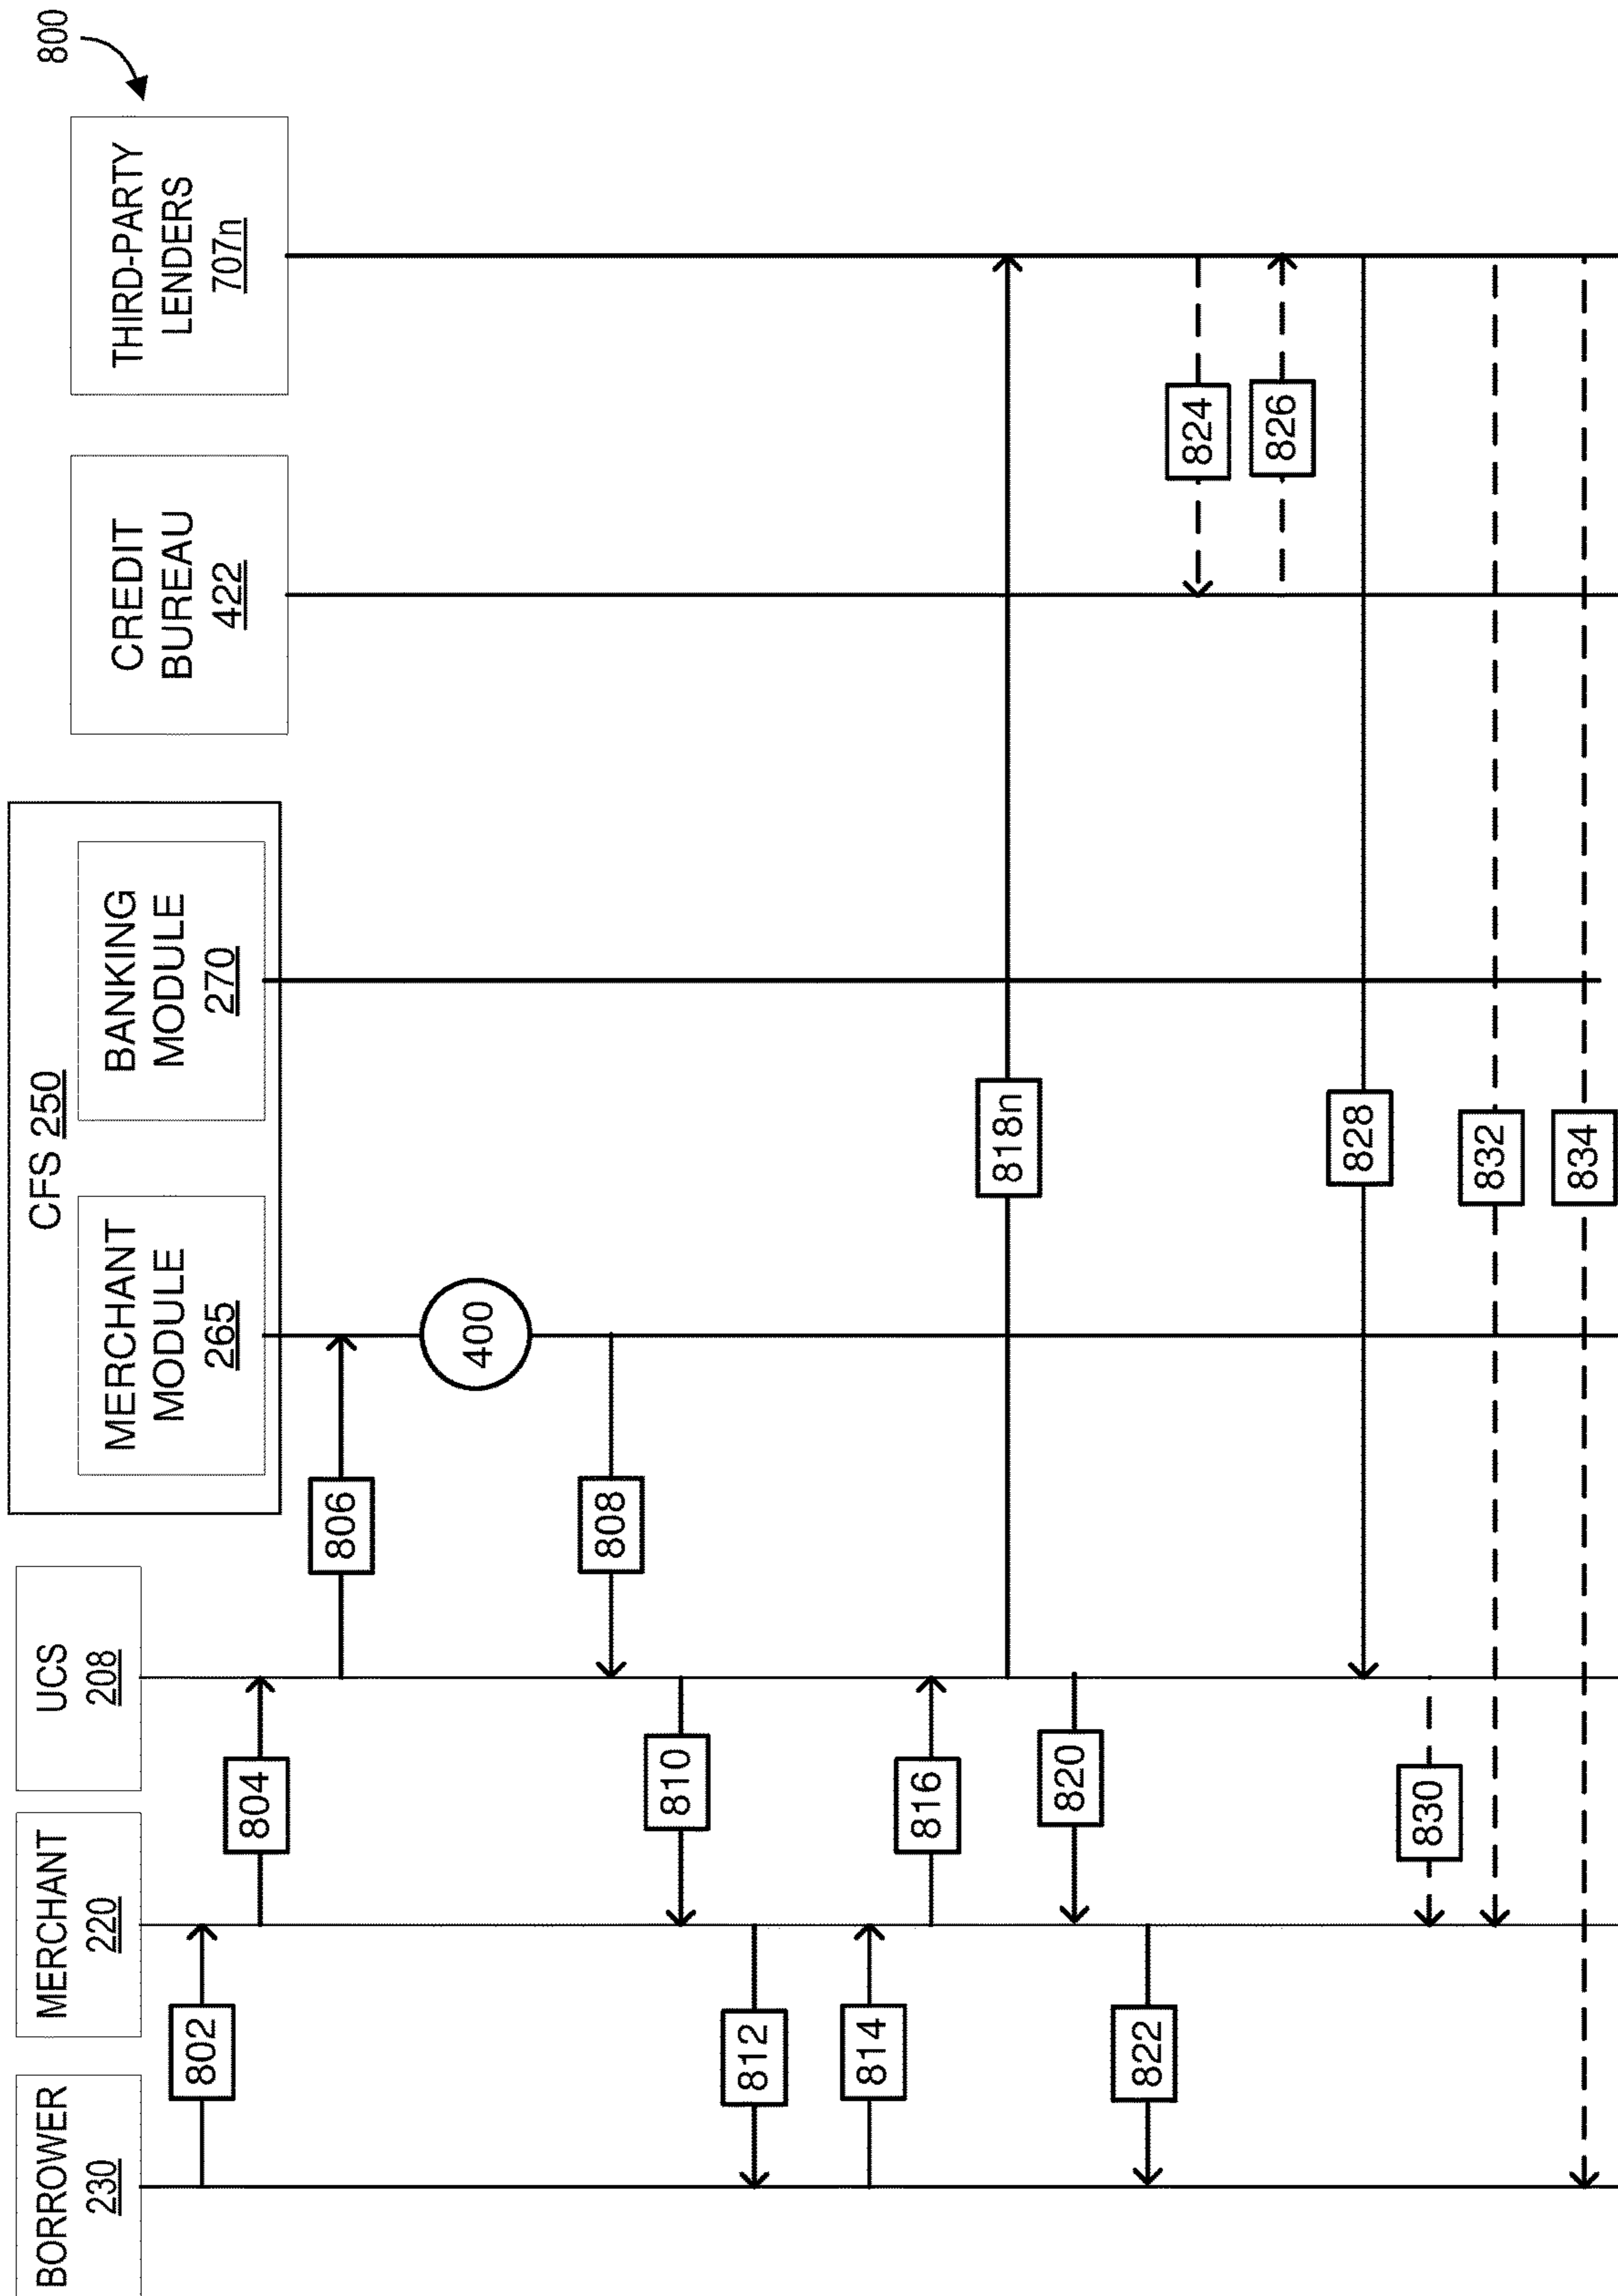 800
BORROWER
230
MERCHANT
220
UCS
208
CFS 250
MERCHANT
MODULE
265
BANKING
MODULE
270
CREDIT
BUREAU
422
THIRD-PARTY
LENDERS
707n
802
804
806
400
808
810
812
814
816
818n
820
822
824
826
828
830
832
834